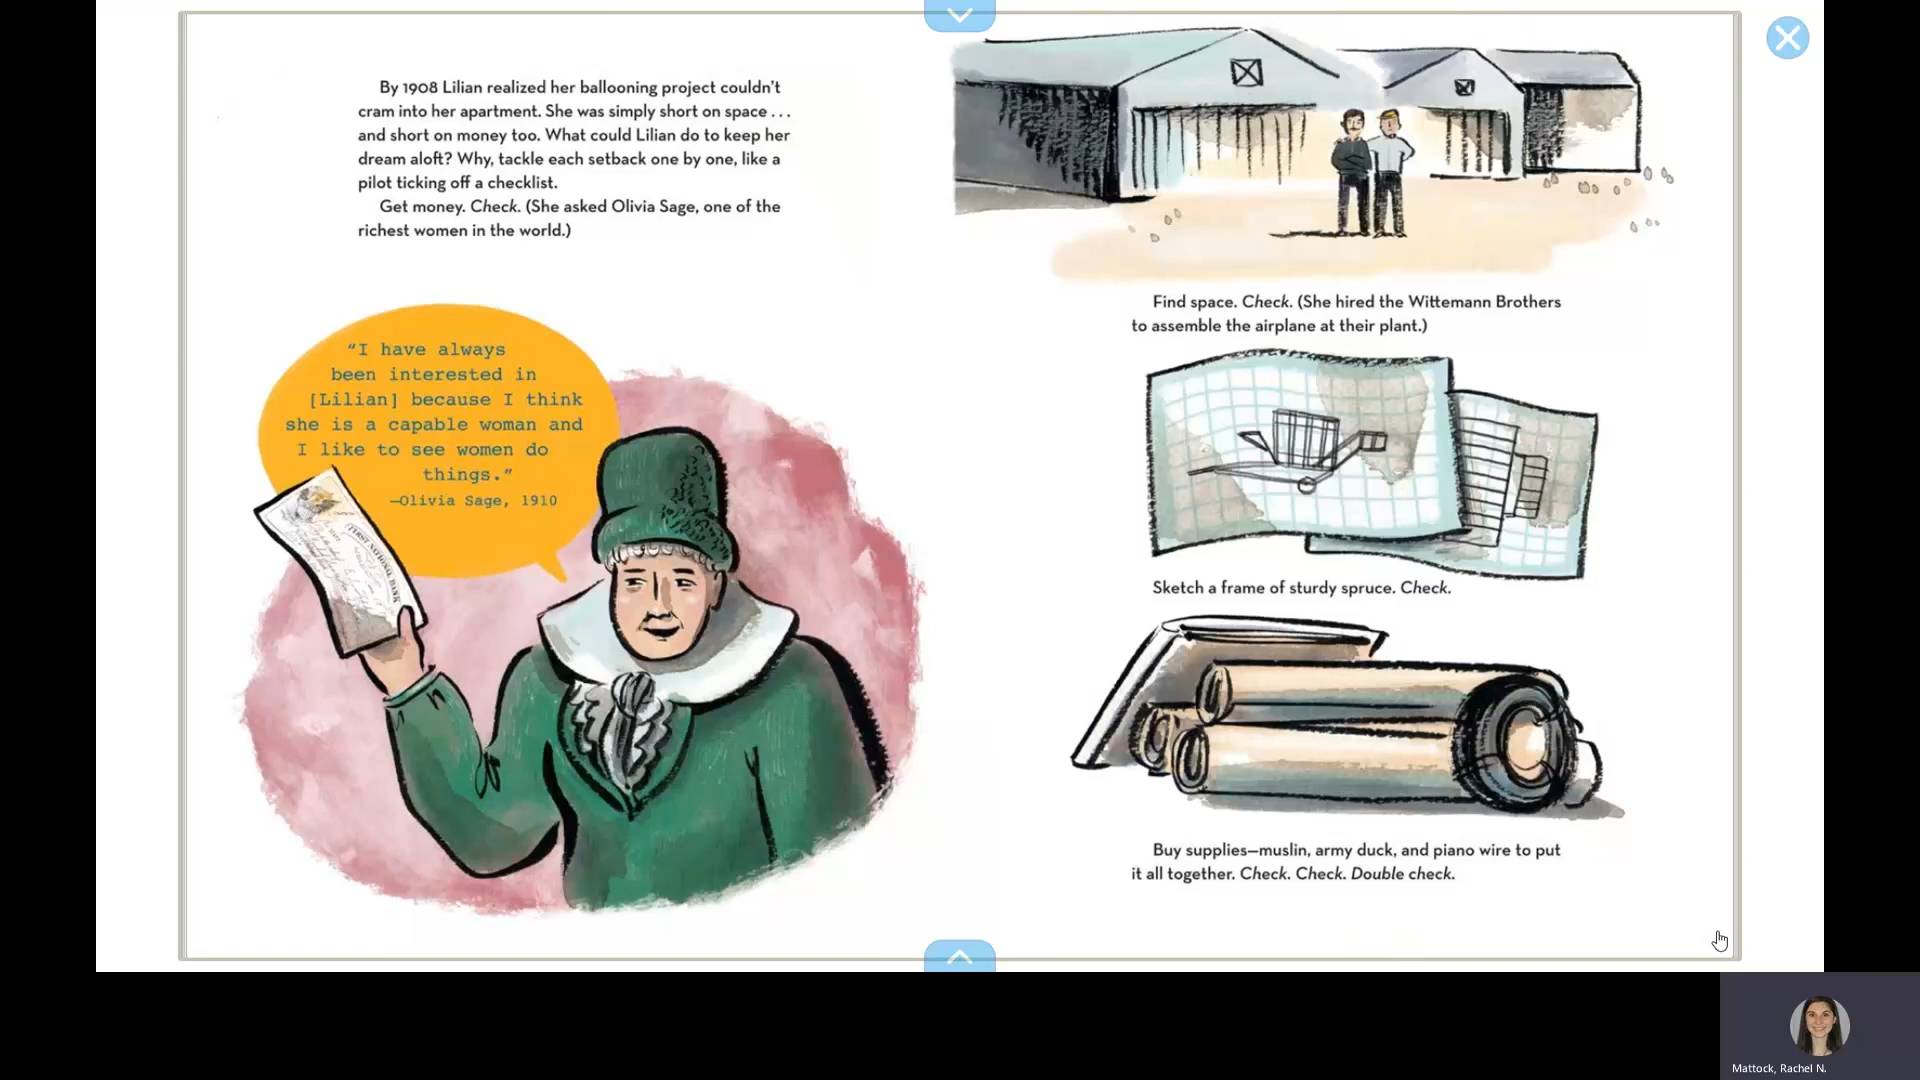 By 1908 Lilian realized her ballooning project couldn't
cram into her apartment. She was simply short on space . . .
and short on money too. What could Lilian do to keep her
dream aloft? Why, tackle each setback one by one, like a
pilot ticking off a checklist.
Get money. Check. (She asked Olivia Sage, one of the
richest women in the world.)
"I have always
been interested in
[Lilian] because I think
she is a capable woman and
I like to see women do
things."
—Olivia Sage, 1910
FIRST NATIONAL BANK
Find space. Check. (She hired the Wittemann Brothers
to assemble the airplane at their plant.)
Sketch a frame of sturdy spruce. Check.
Buy supplies—muslin, army duck, and piano wire to put
it all together. Check. Check. Double check.
Mattock, Rachel N.